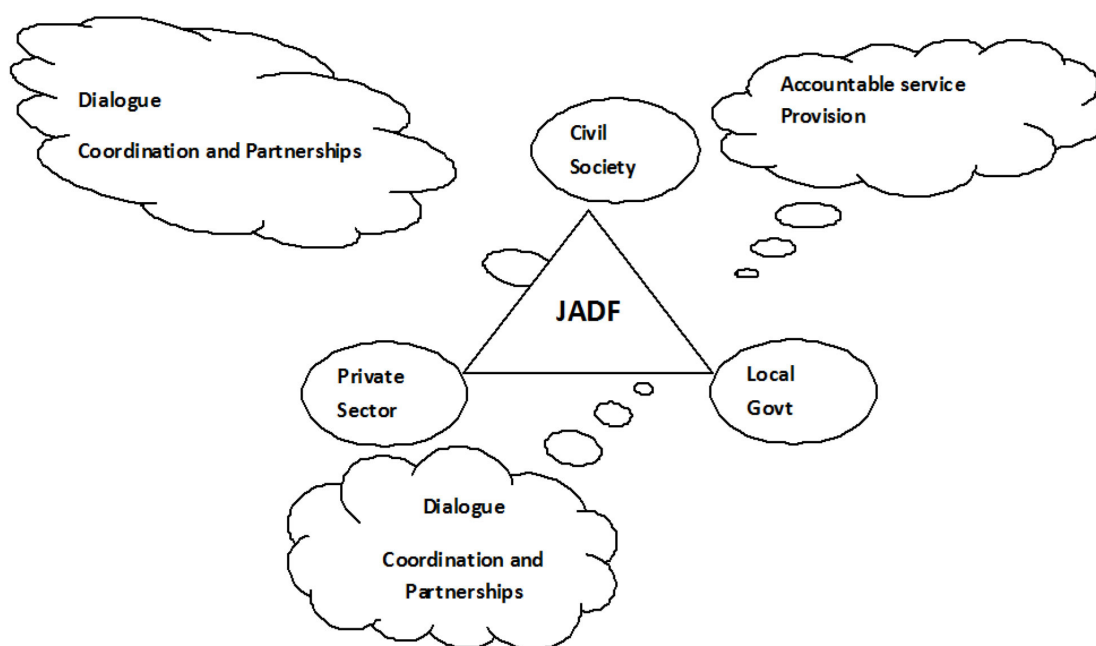 Dialogue
Coordination and Partnerships
Civil
Society
Accountable service
Provision
JADF
Private
Sector
Local
Govt
Dialogue
Coordination and
Partnerships